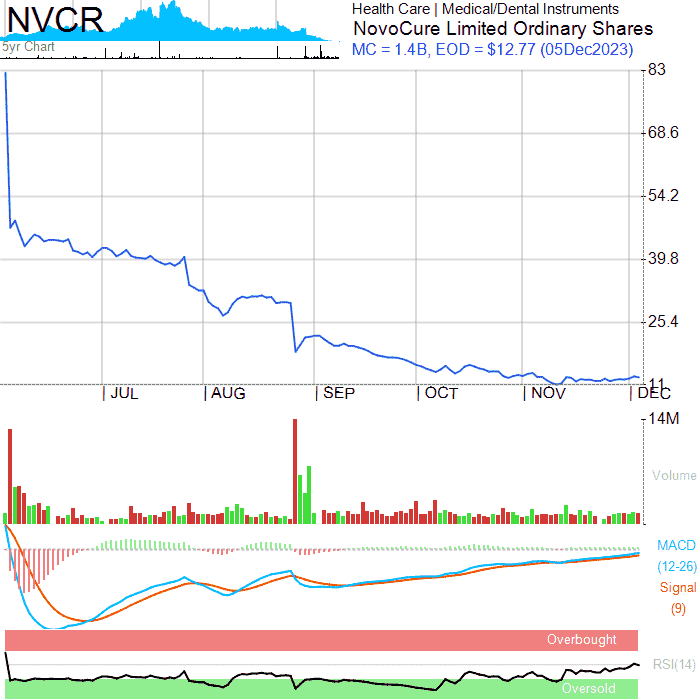 NVCR
5yr Chart
Health Care | Medical/Dental Instruments
NovoCure Limited Ordinary Shares
MC = 1.4B, EOD = $12.77 (05Dec2023)
83
68.6
54.2
39.8
25.4
11
JUL
AUG
SEP
OCT
NOV
DEC
14M
Volume
MACD
(12-26)
Signal
(9)
Overbought
RSI(14)
Oversold